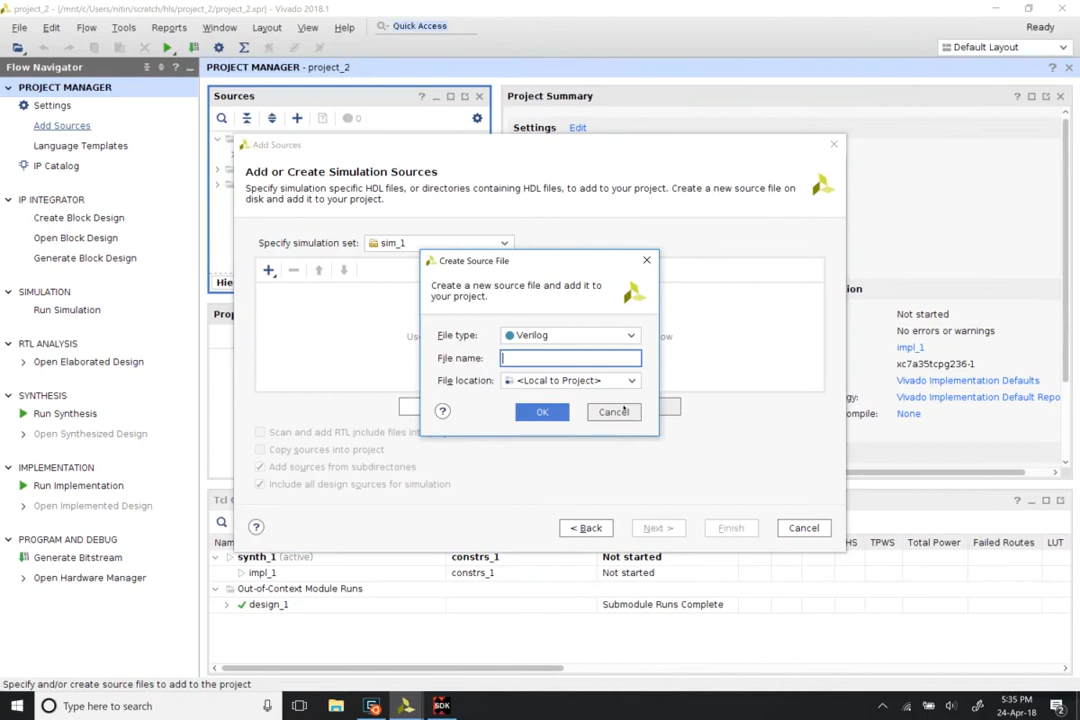 project_2 - [/mnt/c/Users/nitin/scratch/hls/project_2/project_2.xpr] - Vivado 2018.1
File Edit Flow Tools Reports Window Layout View Help Quick Access Ready
Default Layout
Flow Navigator
PROJECT MANAGER - project_2
PROJECT MANAGER
Settings
Add Sources
Language Templates
IP Catalog
IP INTEGRATOR
Create Block Design
Open Block Design
Generate Block Design
SIMULATION
Run Simulation
RTL ANALYSIS
Open Elaborated Design
SYNTHESIS
Run Synthesis
Open Synthesized Design
IMPLEMENTATION
Run Implementation
Open Implemented Design
PROGRAM AND DEBUG
Generate Bitstream
Open Hardware Manager
Sources
0
Project Summary
Settings Edit
Add Sources
Add or Create Simulation Sources
Specify simulation specific HDL files, or directories containing HDL files, to add to your project. Create a new source file on
disk and add it to your project.
Specify simulation set: sim_1
Create Source File
Create a new source file and add it to
your project.
File type: Verilog
File name:
File location: <Local to Project>
OK Cancel
Scan and add RTL include files
Copy sources into project
Add sources from subdirectories
Include all design sources for simulation
< Back Next > Finish Cancel
Not started
No errors or warnings
impl_1
xc7a35tcpg236-1
Vivado Implementation Defaults
Vivado Implementation Default Repo
None
Tcl
HS TPWS Total Power Failed Routes LUT
synth_1 (active) constrs_1 Not started
impl_1 constrs_1 Not started
Out-of-Context Module Runs
design_1 Submodule Runs Complete
Specify and/or create source files to add to the project
Type here to search
SDK
5:35 PM
24-Apr-18
2